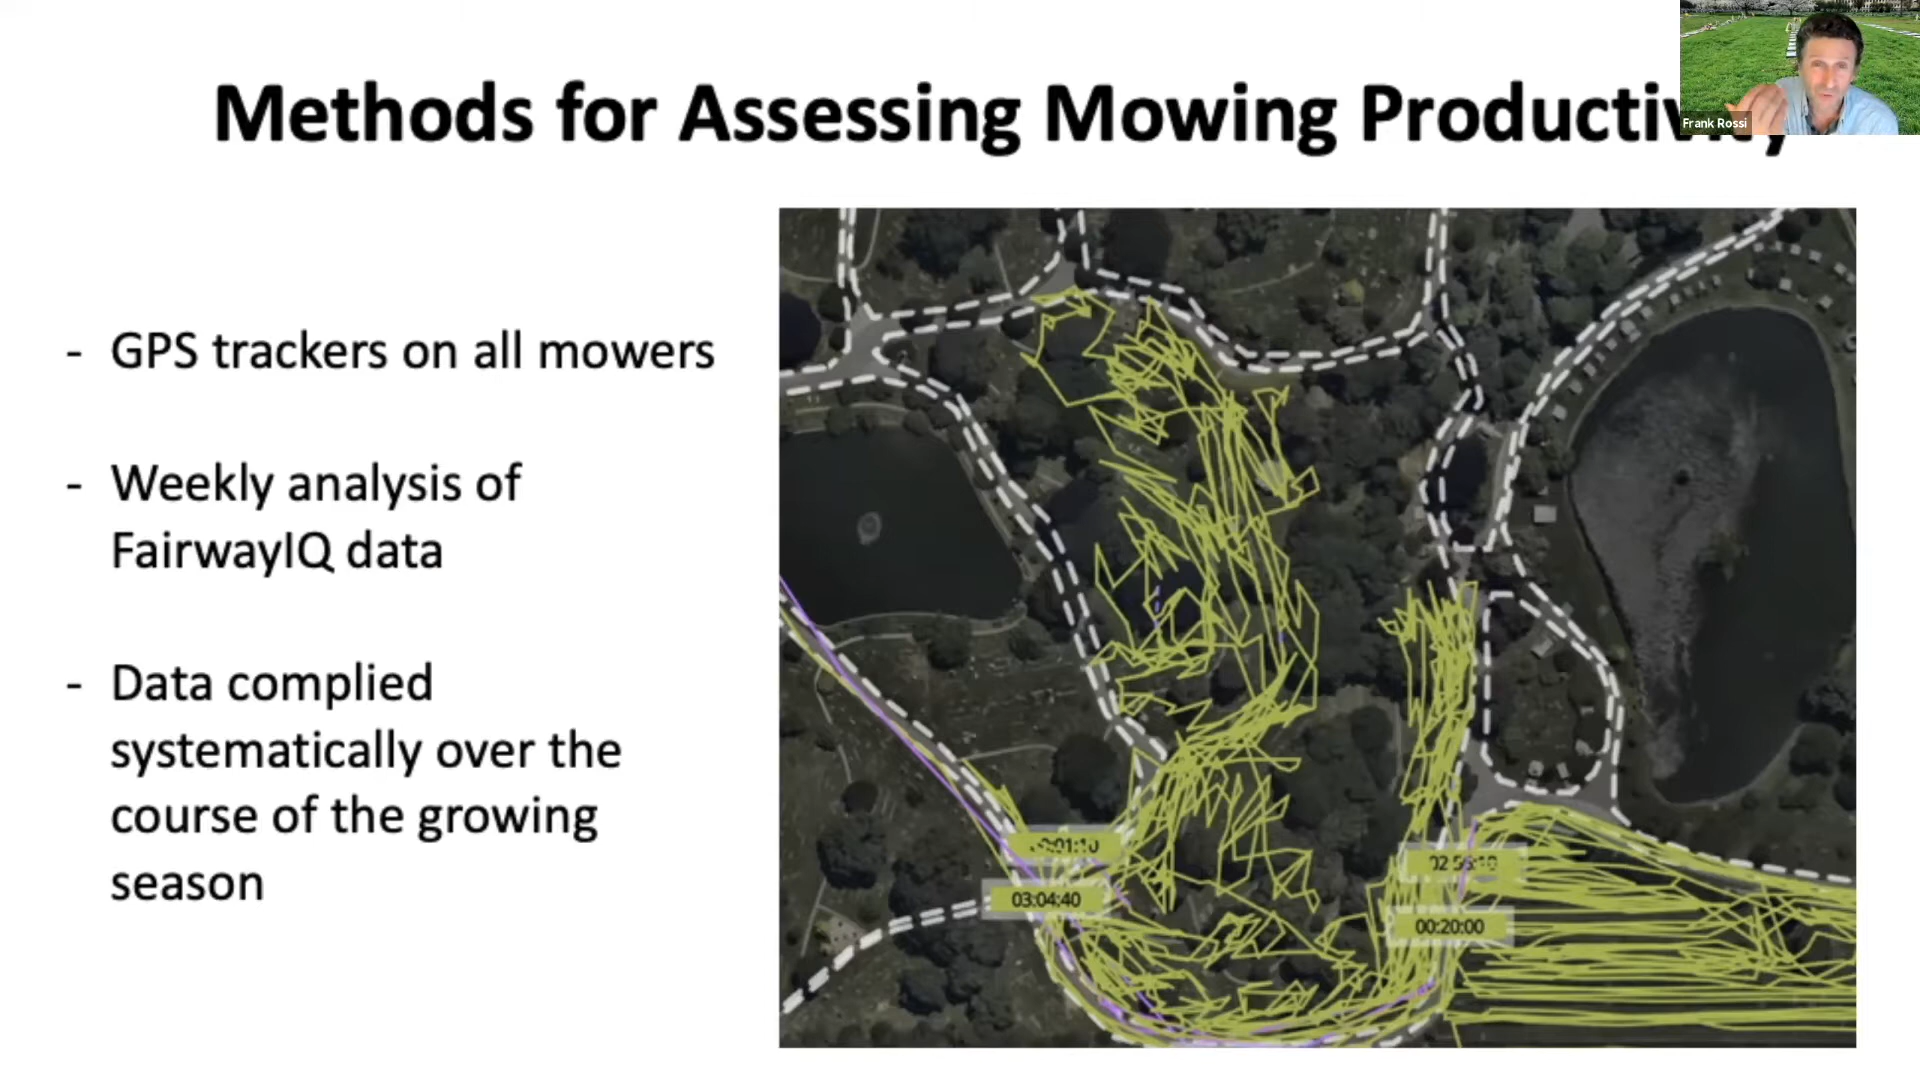 Methods for Assessing Mowing
Frank Rossi
- GPS trackers on all mowers
- Weekly analysis of
FairwayIQ data
- Data complied
systematically over the
course of the growing
season
03:04:40
00:20:00